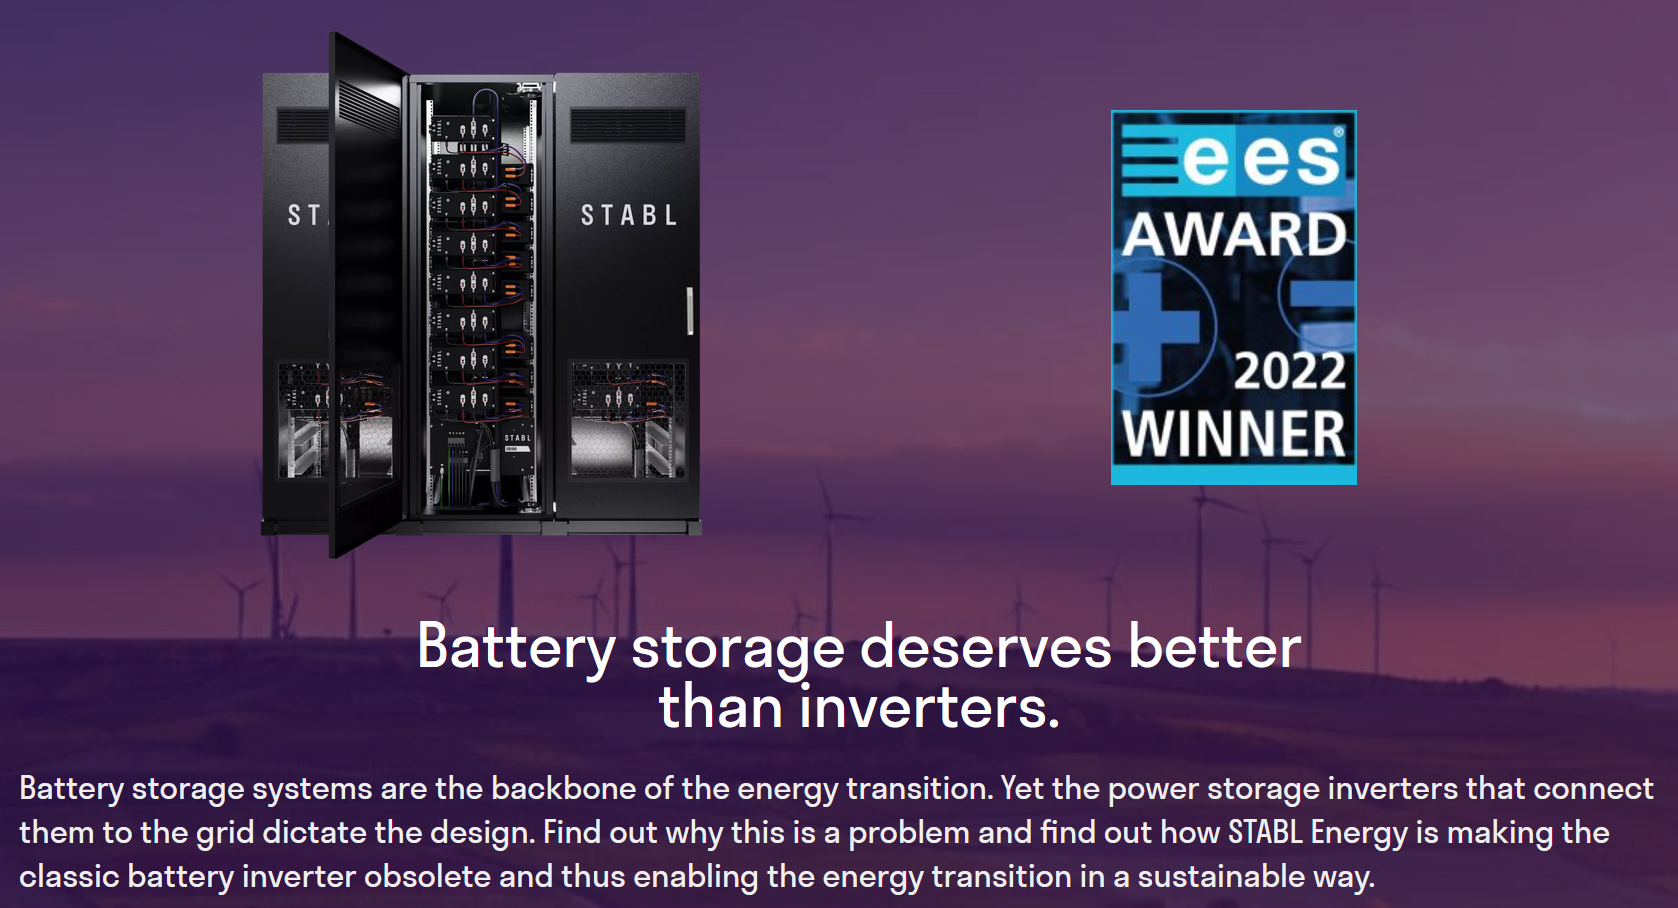 STABL
ees®
AWARD
2022
WINNER
STABL
Battery storage deserves better
than inverters.
Battery storage systems are the backbone of the energy transition. Yet the power storage inverters that connect
them to the grid dictate the design. Find out why this is a problem and find out how STABL Energy is making the
classic battery inverter obsolete and thus enabling the energy transition in a sustainable way.